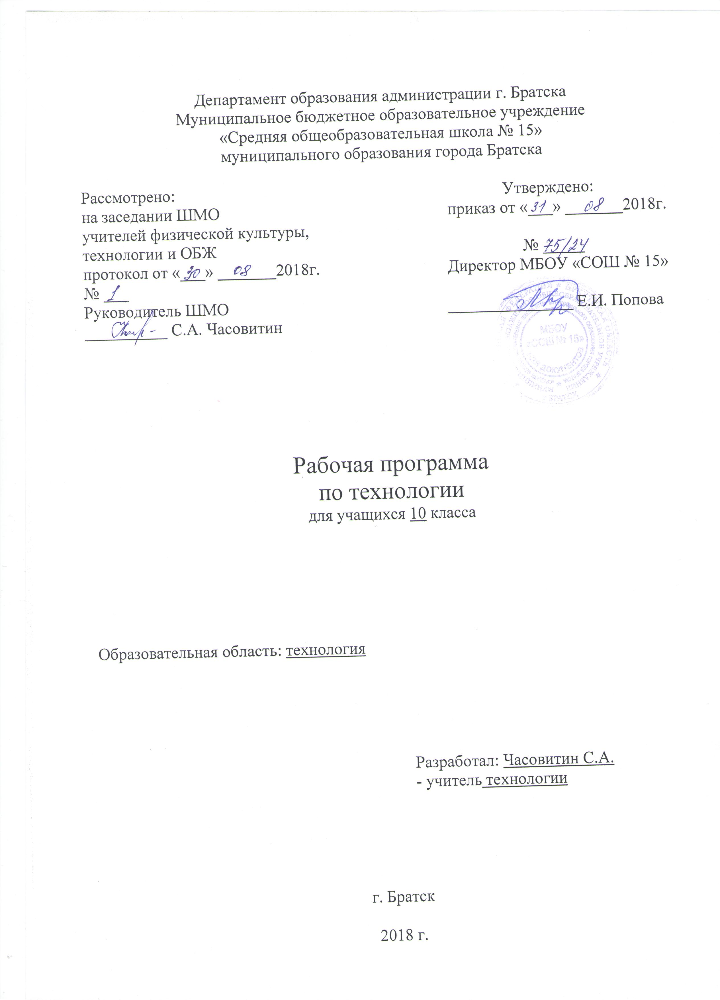 Департамент образования администрации г. Братска
Муниципальное бюджетное образовательное учреждение
«Средняя общеобразовательная школа № 15»
муниципального образования города Братска
Рассмотрено:
на заседании ШМО
учителей физической культуры,
технологии и ОБЖ
протокол от «30» 08 2018г.
№ 1
Руководитель ШМО
С.А. Часовитин
Утверждено:
приказ от «31» 08 2018г.
№ 75/24
Директор МБОУ «СОШ № 15»
Е.И. Попова
МБОУ
«СОШ № 15»
ДЛЯ ДОКУМЕНТОВ
г БРАТСК
Рабочая программа
по технологии
для учащихся 10 класса
Образовательная область: технология
Разработал: Часовитин С.А.
- учитель технологии
г. Братск
2018 г.